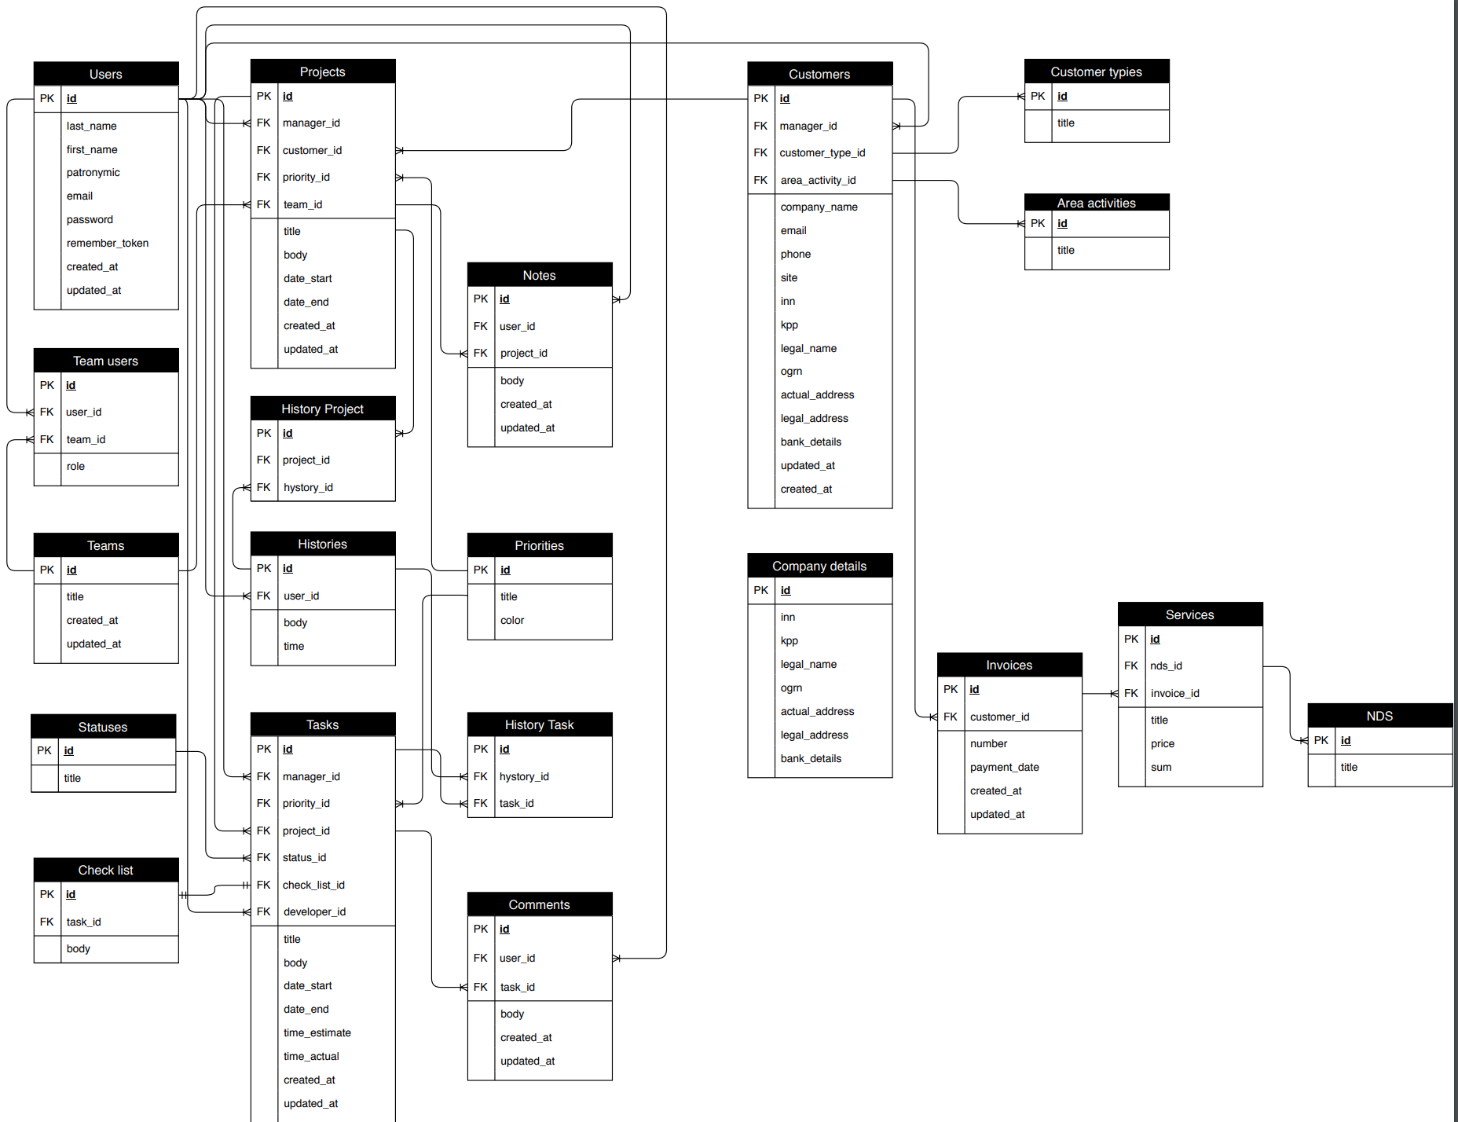 Users
PK id
last_name
first_name
patronymic
email
password
remember_token
created_at
updated_at
Team users
PK id
FK user_id
FK team_id
role
Teams
PK id
title
created_at
updated_at
Statuses
PK id
title
Check list
PK id
FK task_id
body
Projects
PK id
FK manager_id
FK customer_id
FK priority_id
FK team_id
title
body
date_start
date_end
created_at
updated_at
History Project
PK id
FK project_id
FK hystory_id
Histories
PK id
FK user_id
body
time
Tasks
PK id
FK manager_id
FK priority_id
FK project_id
FK status_id
FK check_list_id
FK developer_id
title
body
date_start
date_end
time_estimate
time_actual
created_at
updated_at
Notes
PK id
FK user_id
FK project_id
body
created_at
updated_at
Priorities
PK id
title
color
History Task
PK id
FK hystory_id
FK task_id
Comments
PK id
FK user_id
FK task_id
body
created_at
updated_at
Customers
PK id
FK manager_id
FK customer_type_id
FK area_activity_id
company_name
email
phone
site
inn
kpp
legal_name
ogrn
actual_address
legal_address
bank_details
updated_at
created_at
Company details
PK id
inn
kpp
legal_name
ogrn
actual_address
legal_address
bank_details
Customer typies
PK id
title
Area activities
PK id
title
Invoices
PK id
FK customer_id
number
payment_date
created_at
updated_at
Services
PK id
FK nds_id
FK invoice_id
title
price
sum
NDS
PK id
title